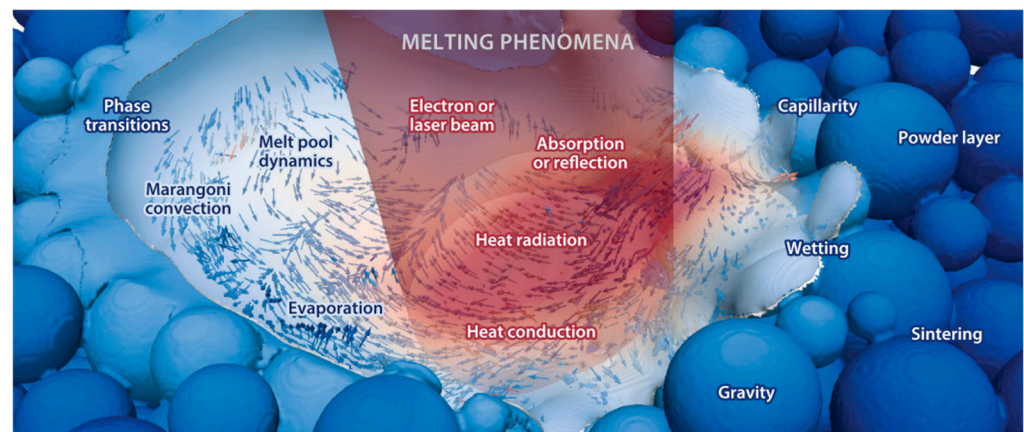 MELTING PHENOMENA
Phase
transitions
Electron or
laser beam
Capillarity
Powder layer
Melt pool
dynamics
Absorption
or reflection
Marangoni
convection
Heat radiation
Wetting
Evaporation
Heat conduction
Sintering
Gravity